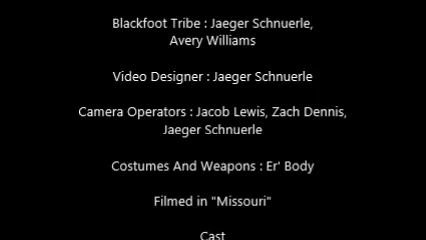 Blackfoot Tribe : Jaeger Schnuerle,
Avery Williams
Video Designer : Jaeger Schnuerle
Camera Operators : Jacob Lewis, Zach Dennis,
Jaeger Schnuerle
Costumes And Weapons : Er' Body
Filmed in "Missouri"
Cast